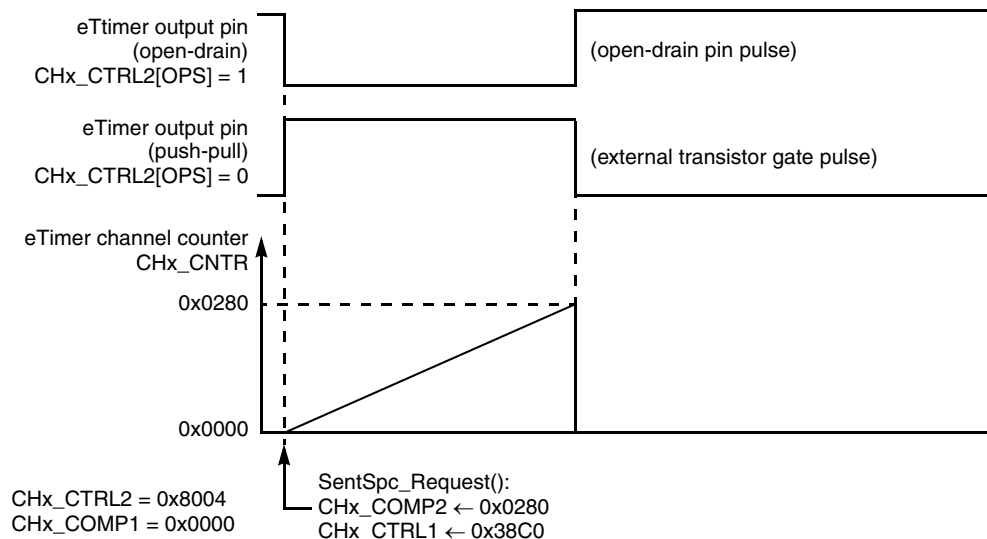 eTtimer output pin
(open-drain)
CHx_CTRL2[OPS] = 1
(open-drain pin pulse)
eTimer output pin
(push-pull)
CHx_CTRL2[OPS] = 0
(external transistor gate pulse)
eTimer channel counter
CHx_CNTR
0x0280
0x0000
CHx_CTRL2 = 0x8004
CHx_COMP1 = 0x0000
SentSpc_Request():
CHx_COMP2 ← 0x0280
CHx_CTRL1 ← 0x38C0